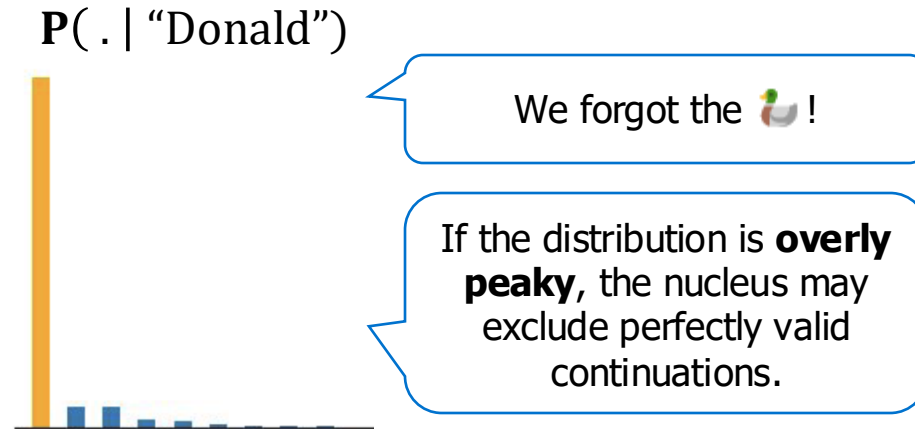 P( . | “Donald”)
We forgot the 🦆 !
If the distribution is overly
peaky, the nucleus may
exclude perfectly valid
continuations.